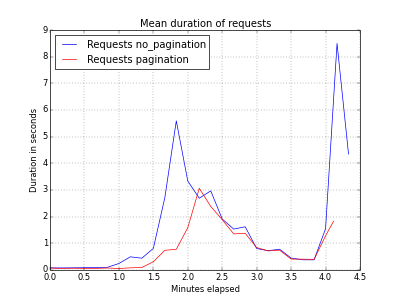 Mean duration of requests
9
8
7
6
5
4
3
2
1
0
Requests no_pagination
Requests pagination
Duration in seconds
0.0 0.5 1.0 1.5 2.0 2.5 3.0 3.5 4.0 4.5
Minutes elapsed